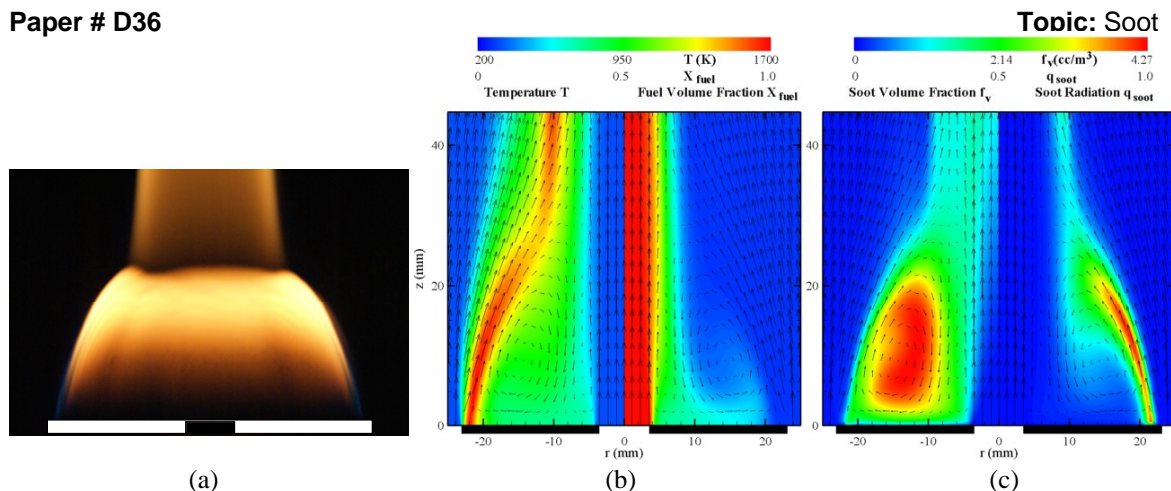 Paper # D36
Topic: Soot
200 950 1700
T (K)
0 0.5 1.0
X fuel
Temperature T Fuel Volume Fraction X fuel
0 2.14 4.27
f v (cc/m³)
0 0.5 1.0
q soot
Soot Volume Fraction f v Soot Radiation q soot
z (mm)
40
20
0
-20 -10 0 10 20
r (mm)
40
20
0
-20 -10 0 10 20
r (mm)
(a) (b) (c)